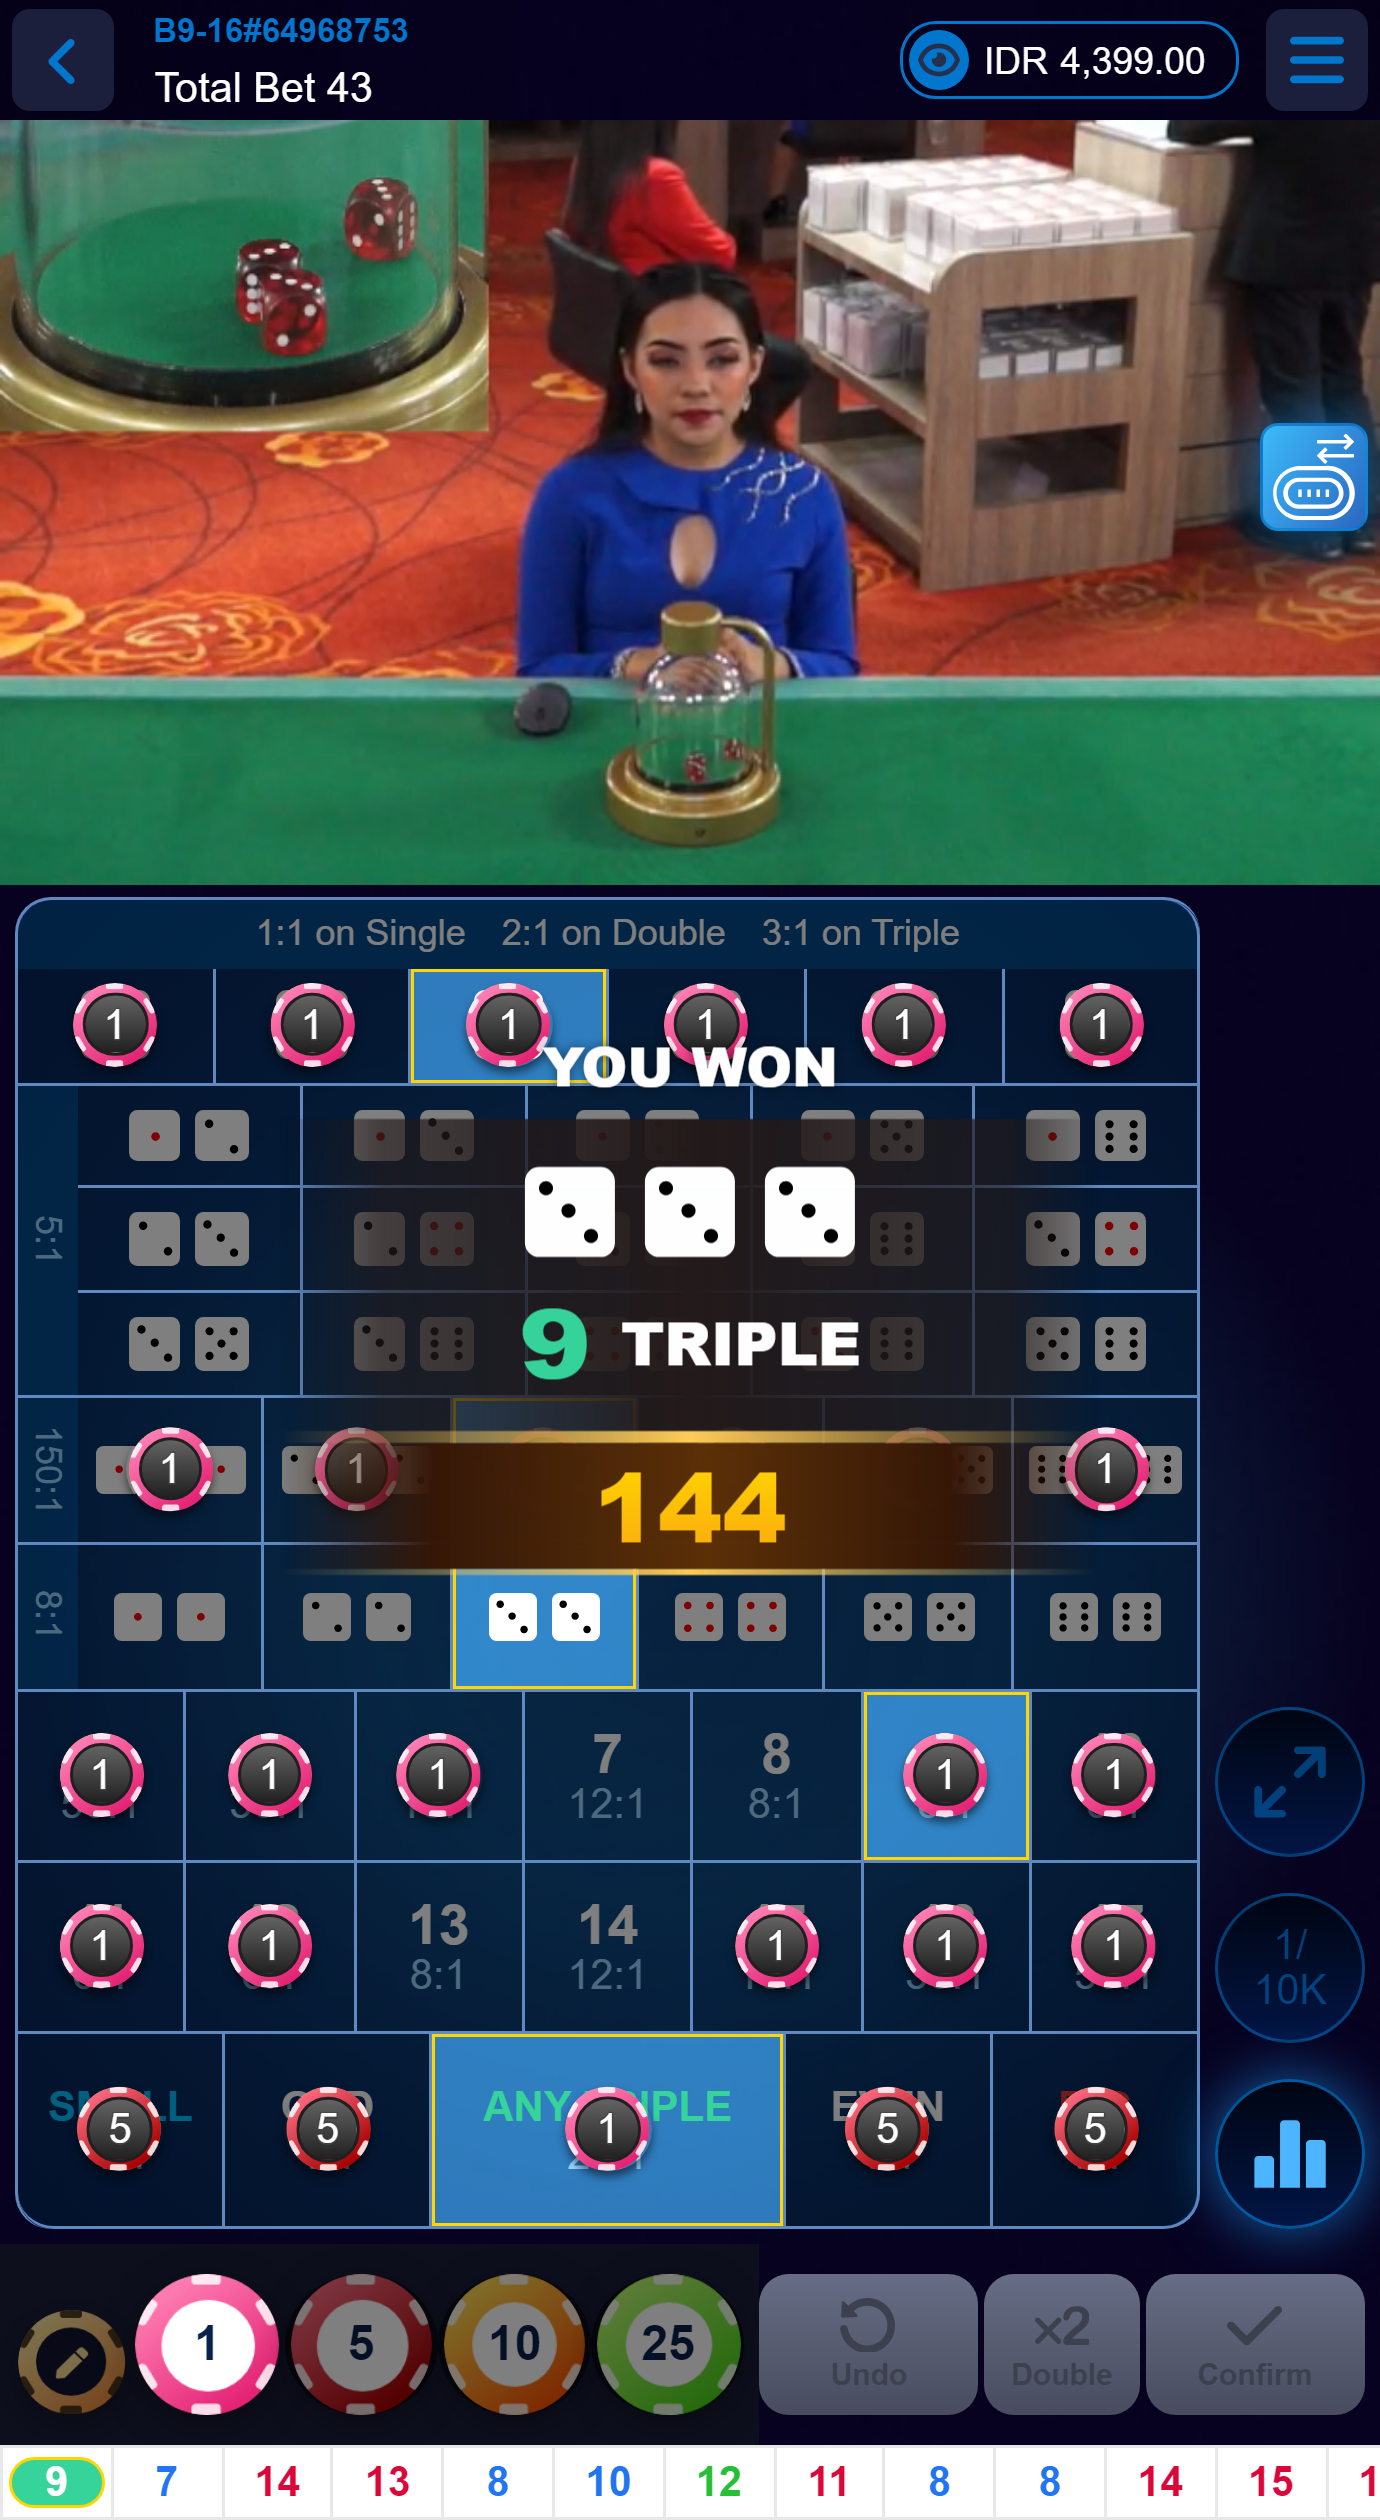 B9-16#64968753
Total Bet 43
IDR 4,399.00
1:1 on Single 2:1 on Double 3:1 on Triple
1 1 1 1 1 1
YOU WON
5:1
9 TRIPLE
150:1
1 1 1
144
8:1
7 8
1 1 1 1 1
12:1 8:1
13 14
1 1 1 1 1
8:1 12:1
1/
10K
ANY
5 5 1 5 5
1 5 10 25
Undo
x2
Double
Confirm
9 7 14 13 8 10 12 11 8 8 14 15